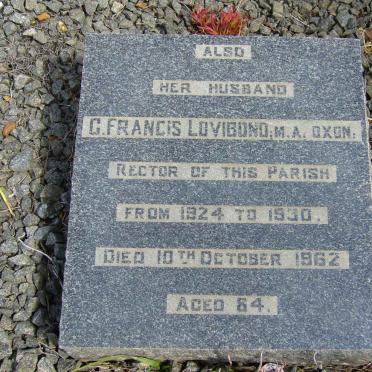 ALSO
HER HUSBAND
C. FRANCIS LOVIBOND, M.A. OXON.
RECTOR OF THIS PARISH
FROM 1924 TO 1930.
DIED 10TH OCTOBER 1962
AGED 84.